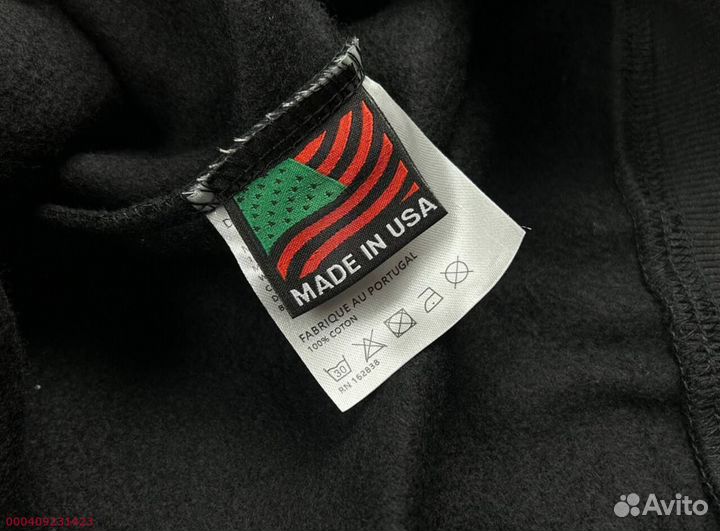 MADE IN USA
FABRIQUE AU PORTUGAL
100% COTON
30
RN 162838
000409231423
Avito